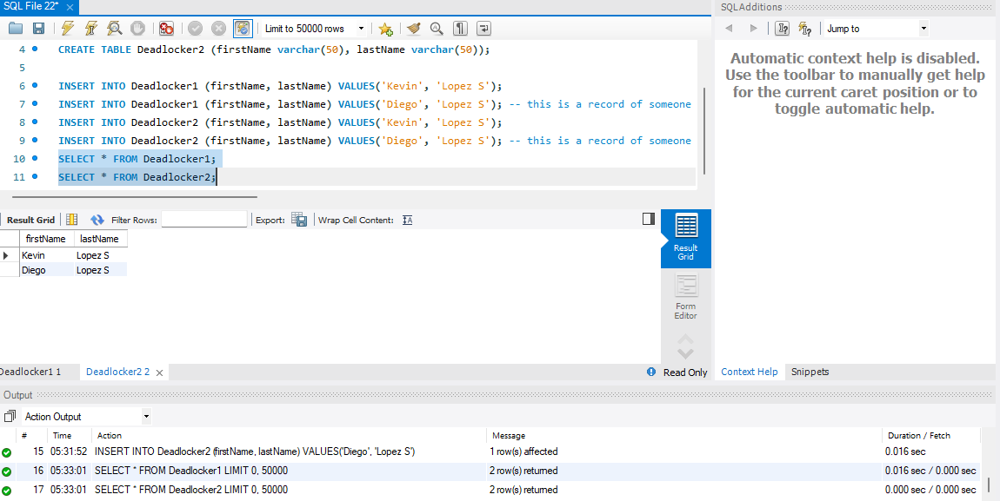 SQL File 22* ×
SQLAdditions
Limit to 50000 rows
Jump to
4 CREATE TABLE Deadlocker2 (firstName varchar(50), lastName varchar(50));
5
6 INSERT INTO Deadlocker1 (firstName, lastName) VALUES('Kevin', 'Lopez S');
7 INSERT INTO Deadlocker1 (firstName, lastName) VALUES('Diego', 'Lopez S'); -- this is a record of someone
8 INSERT INTO Deadlocker2 (firstName, lastName) VALUES('Kevin', 'Lopez S');
9 INSERT INTO Deadlocker2 (firstName, lastName) VALUES('Diego', 'Lopez S'); -- this is a record of someone
10 SELECT * FROM Deadlocker1;
11 SELECT * FROM Deadlocker2;
Automatic context help is disabled.
Use the toolbar to manually get help
for the current caret position or to
toggle automatic help.
Result Grid Filter Rows: Export: Wrap Cell Content: IA
firstName lastName
Kevin Lopez S
Diego Lopez S
Result
Grid
Form
Editor
Deadlocker1 1 Deadlocker2 2 × Read Only
Context Help Snippets
Output
Action Output
# Time Action Message Duration / Fetch
15 05:31:52 INSERT INTO Deadlocker2 (firstName, lastName) VALUES('Diego', 'Lopez S') 1 row(s) affected 0.016 sec
16 05:33:01 SELECT * FROM Deadlocker1 LIMIT 0, 50000 2 row(s) returned 0.016 sec / 0.000 sec
17 05:33:01 SELECT * FROM Deadlocker2 LIMIT 0, 50000 2 row(s) returned 0.000 sec / 0.000 sec